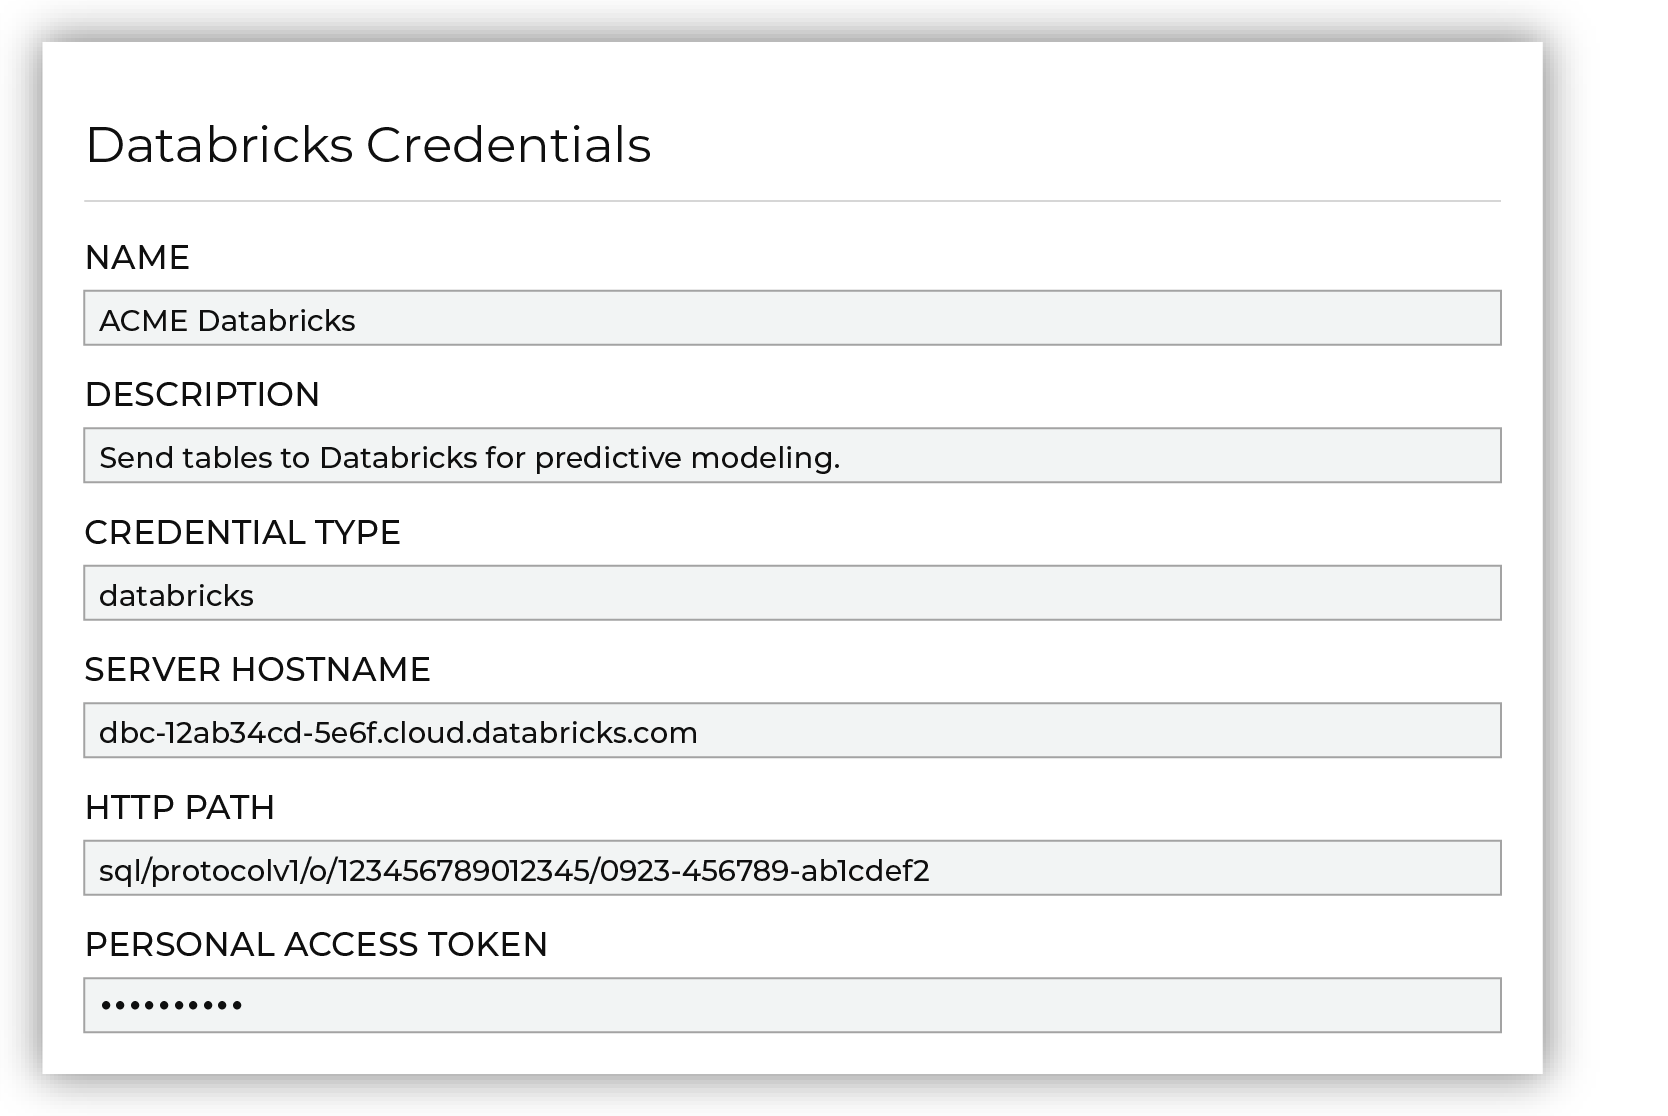 Databricks Credentials
NAME
ACME Databricks
DESCRIPTION
Send tables to Databricks for predictive modeling.
CREDENTIAL TYPE
databricks
SERVER HOSTNAME
dbc-12ab34cd-5e6f.cloud.databricks.com
HTTP PATH
sql/protocolv1/o/123456789012345/0923-456789-ab1cdef2
PERSONAL ACCESS TOKEN
••••••••••